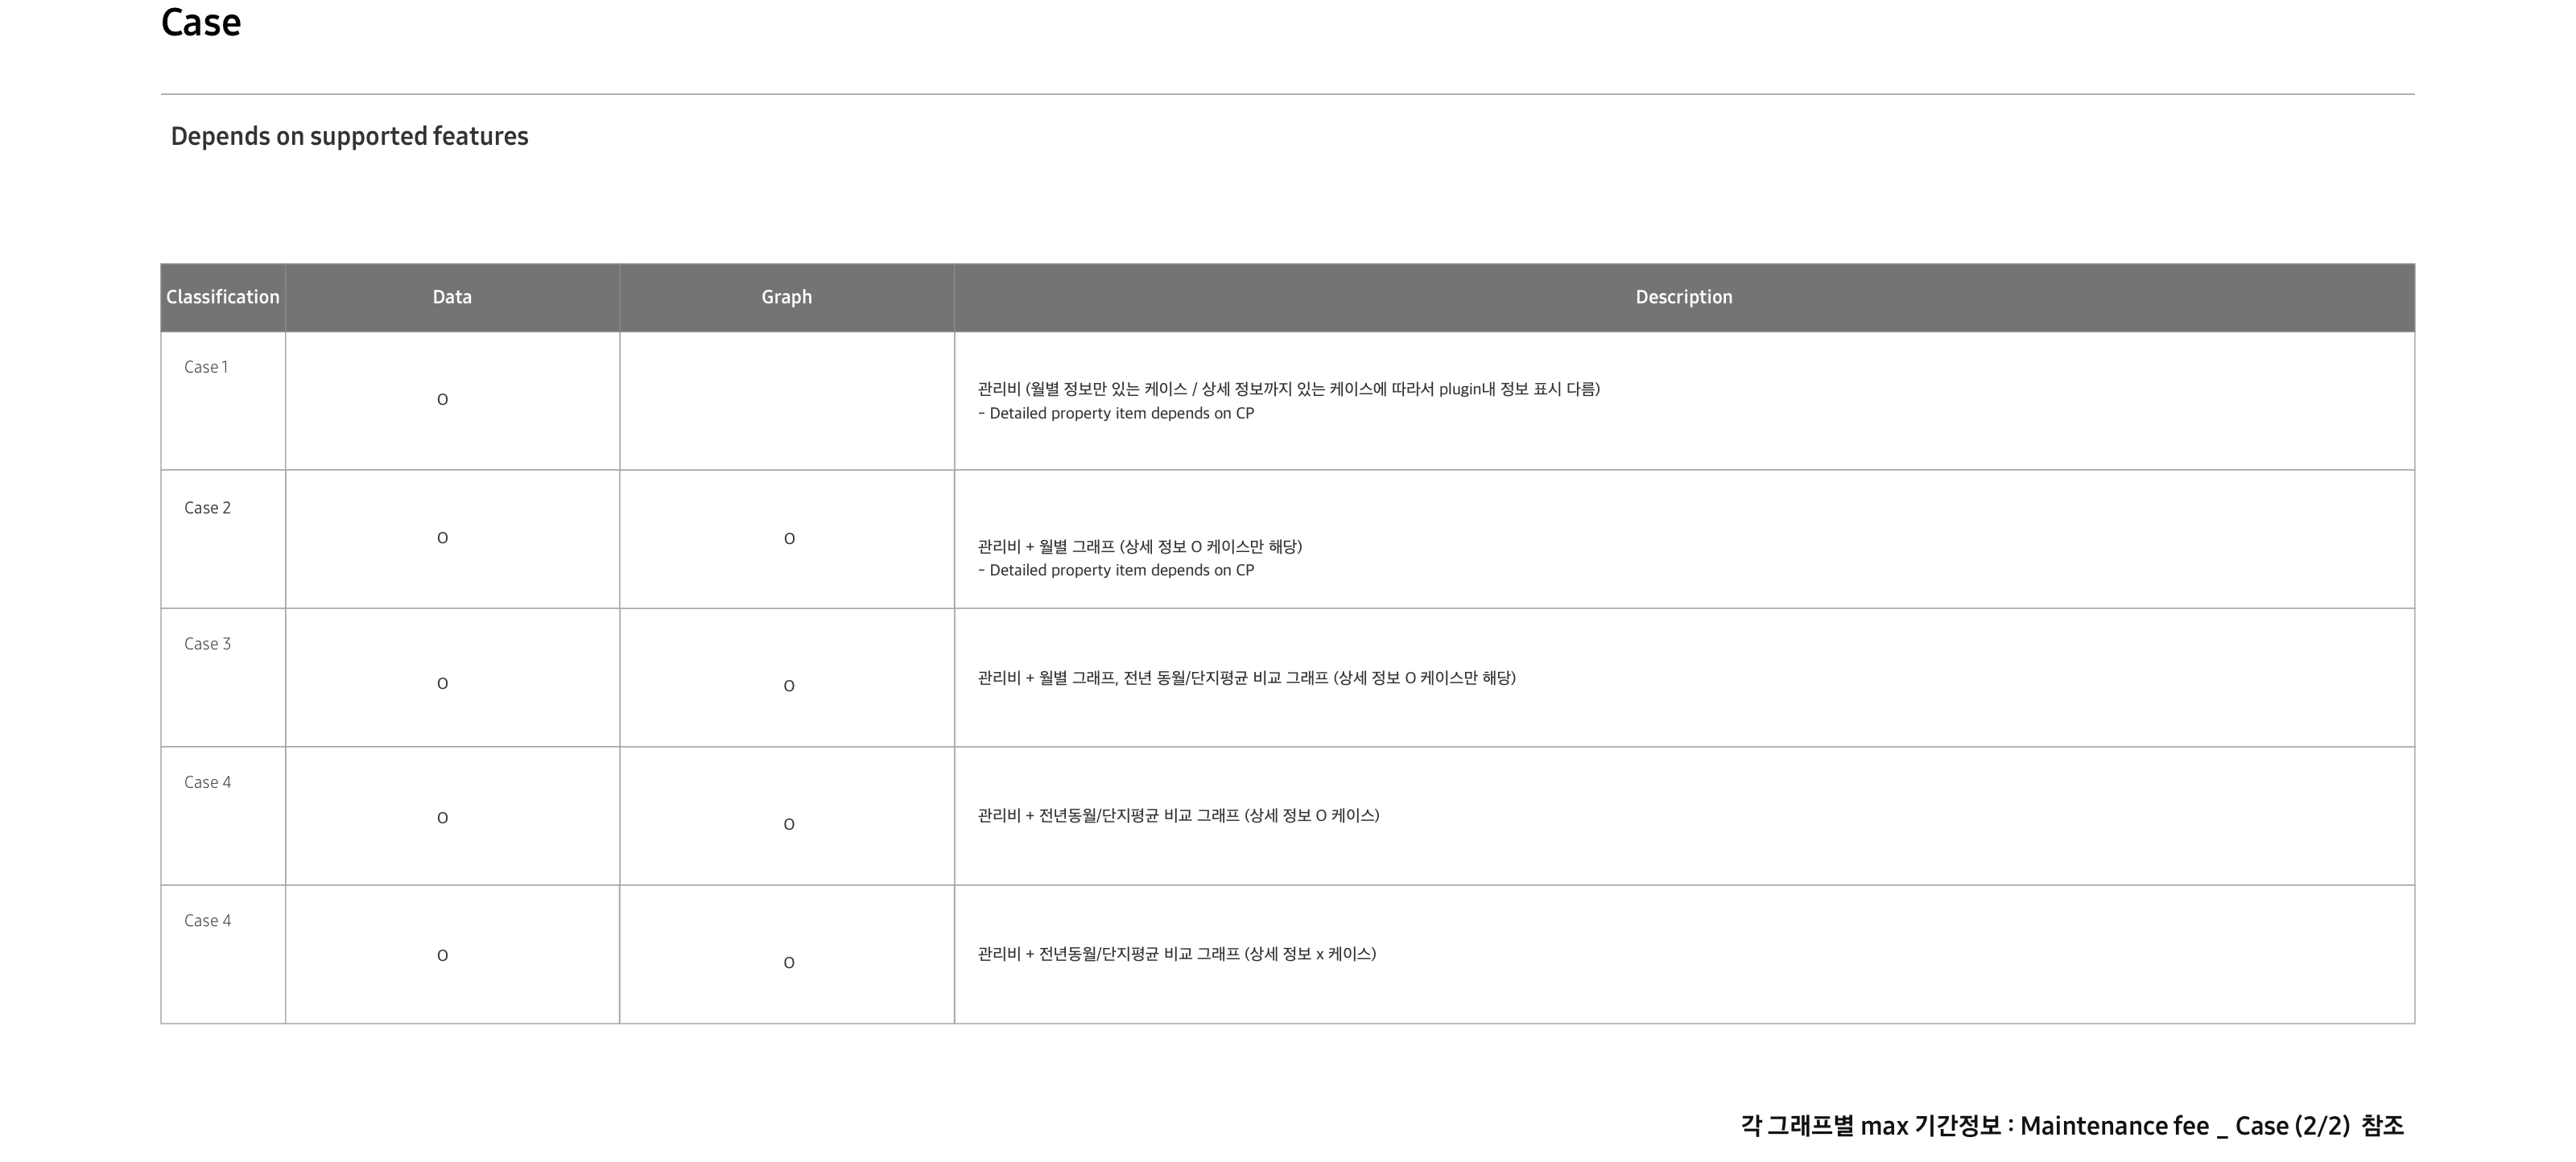 Case
Depends on supported features
Classification Data Graph Description
Case 1
O
관리비 (월별 정보만 있는 케이스 / 상세 정보까지 있는 케이스에 따라서 plugin내 정보 표시 다름)
- Detailed property item depends on CP
Case 2
O O
관리비 + 월별 그래프 (상세 정보 O 케이스만 해당)
- Detailed property item depends on CP
Case 3
O O
관리비 + 월별 그래프, 전년 동월/단지평균 비교 그래프 (상세 정보 O 케이스만 해당)
Case 4
O O
관리비 + 전년동월/단지평균 비교 그래프 (상세 정보 O 케이스)
Case 4
O O
관리비 + 전년동월/단지평균 비교 그래프 (상세 정보 x 케이스)
각 그래프별 max 기간정보 : Maintenance fee _ Case (2/2) 참조